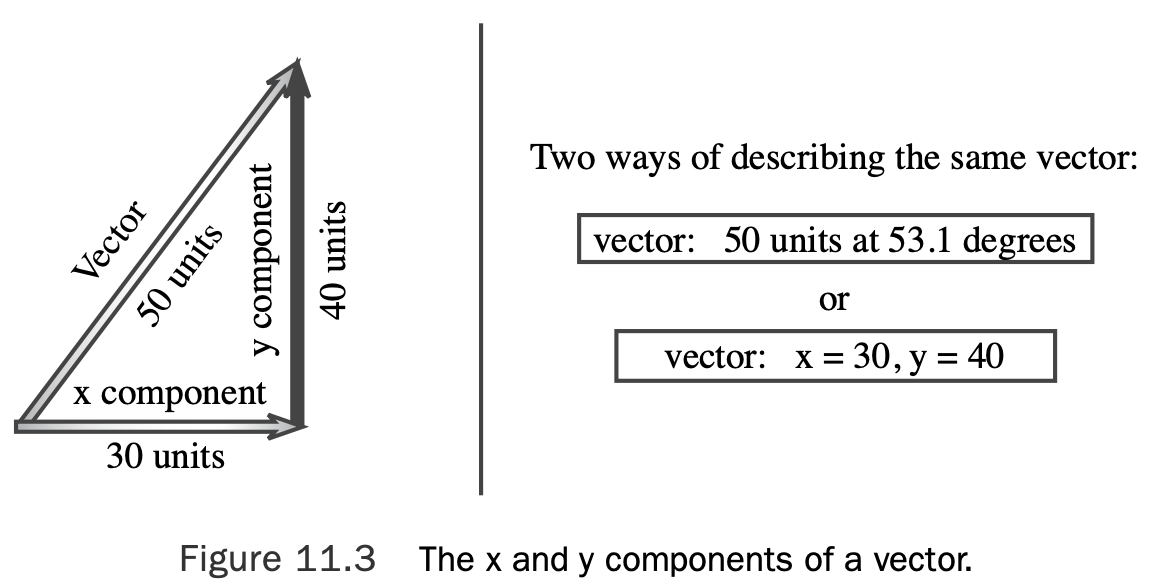 Vector
50 units
y component
40 units
x component
30 units
Two ways of describing the same vector:
vector: 50 units at 53.1 degrees
or
vector: x = 30, y = 40
Figure 11.3 The x and y components of a vector.